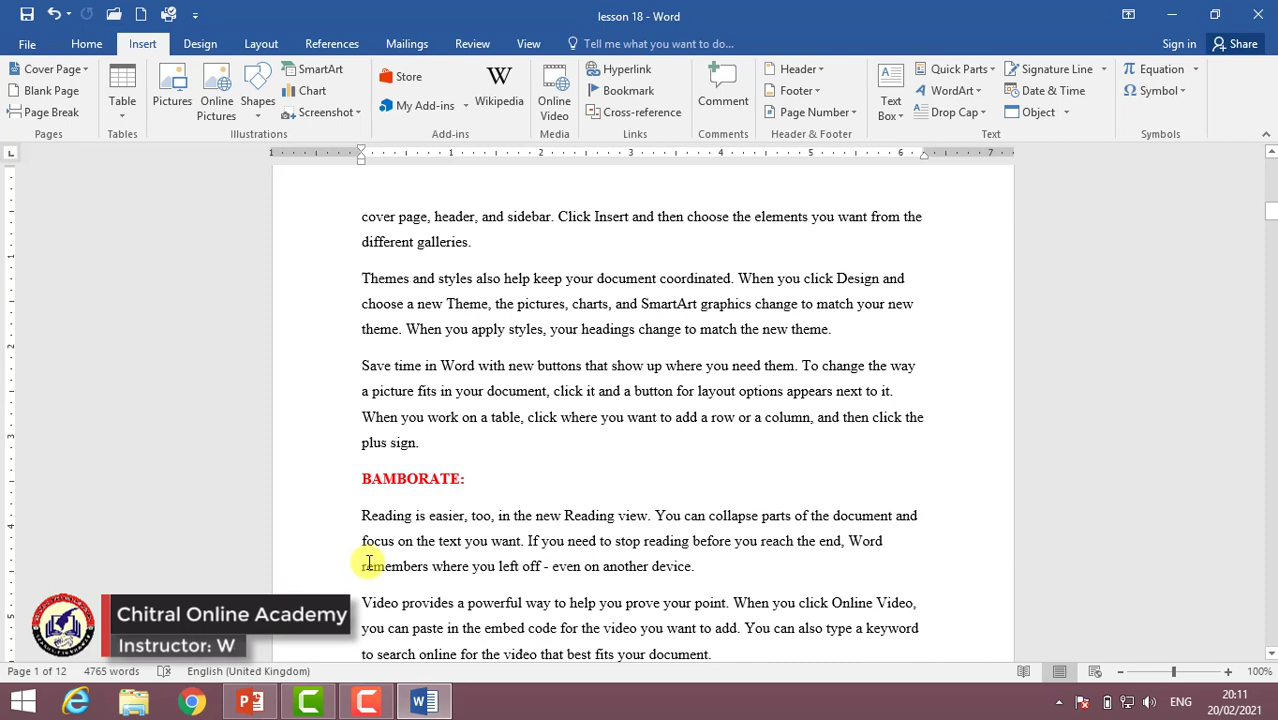 lesson 18 - Word
File Home Insert Design Layout References Mailings Review View Tell me what you want to do... Sign in Share
Cover Page
Blank Page
Page Break
Pages
Table
Tables
Pictures
Online Pictures
Shapes
SmartArt
Chart
Screenshot
Illustrations
Store
My Add-ins
Wikipedia
Add-ins
Online Video
Media
Hyperlink
Bookmark
Cross-reference
Links
Comment
Comments
Header
Footer
Page Number
Header & Footer
Text Box
Quick Parts
WordArt
Drop Cap
Signature Line
Date & Time
Object
Text
Equation
Symbol
Symbols
1 1 2 3 4 5 6 7
cover page, header, and sidebar. Click Insert and then choose the elements you want from the
different galleries.
Themes and styles also help keep your document coordinated. When you click Design and
choose a new Theme, the pictures, charts, and SmartArt graphics change to match your new
theme. When you apply styles, your headings change to match the new theme.
Save time in Word with new buttons that show up where you need them. To change the way
a picture fits in your document, click it and a button for layout options appears next to it.
When you work on a table, click where you want to add a row or a column, and then click the
plus sign.
BAMBORATE:
Reading is easier, too, in the new Reading view. You can collapse parts of the document and
focus on the text you want. If you need to stop reading before you reach the end, Word
remembers where you left off - even on another device.
Video provides a powerful way to help you prove your point. When you click Online Video,
you can paste in the embed code for the video you want to add. You can also type a keyword
to search online for the video that best fits your document.
1
2
3
4
5
Chitral Online Academy
Instructor: W
Page 1 of 12 4765 words English (United Kingdom) 100%
ENG
20:11
20/02/2021